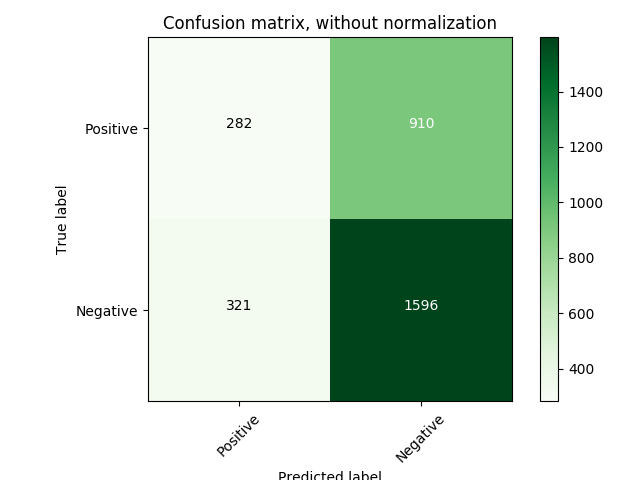 Confusion matrix, without normalization
Positive
282
910
Negative
321
1596
True label
Positive
Negative
Predicted label
1400
1200
1000
800
600
400